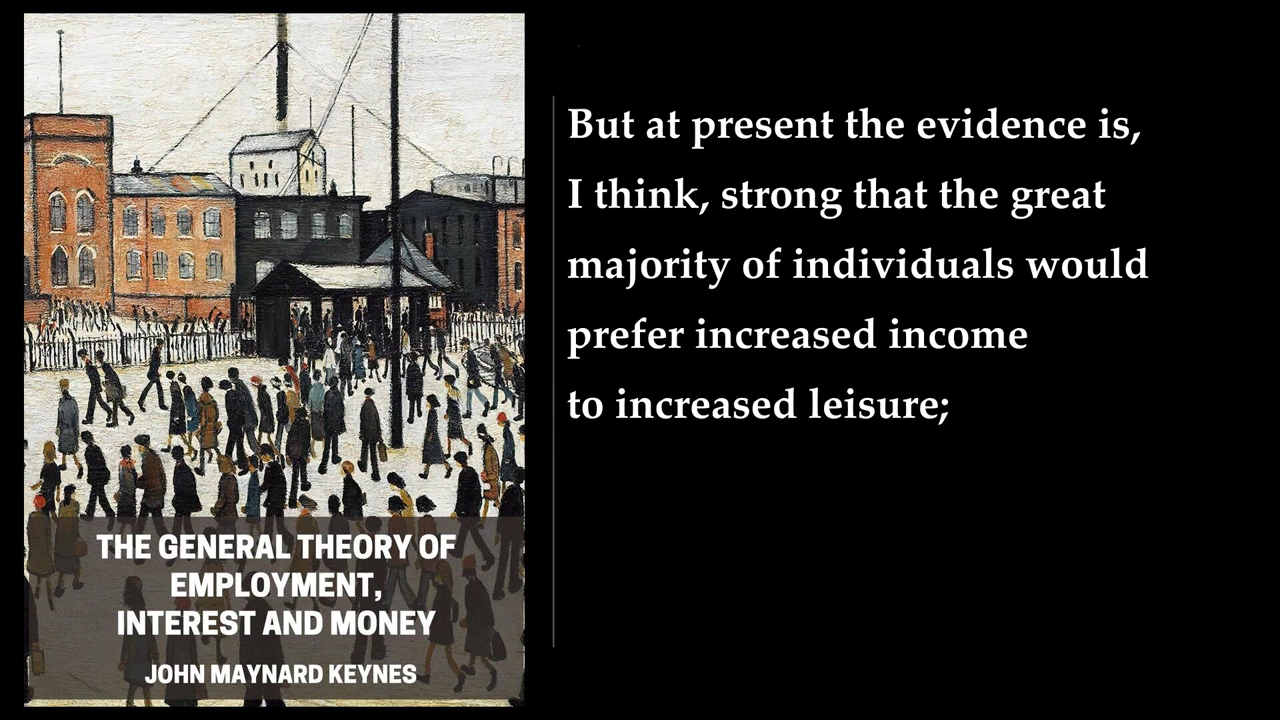 THE GENERAL THEORY OF
EMPLOYMENT,
INTEREST AND MONEY
JOHN MAYNARD KEYNES
But at present the evidence is,
I think, strong that the great
majority of individuals would
prefer increased income
to increased leisure;